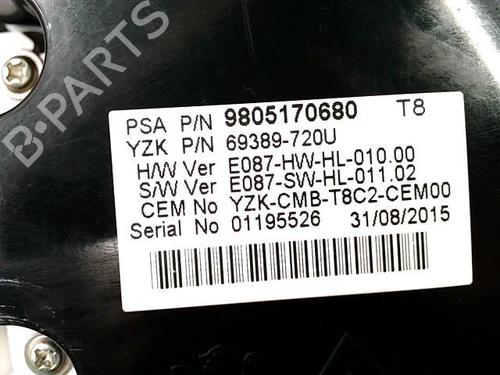 B-PARTS
PSA P/N 9805170680 T8
YZK P/N 69389-720U
H/W Ver E087-HW-HL-010.00
S/W Ver E087-SW-HL-011.02
CEM No YZK-CMB-T8C2-CEM00
Serial No 01195526 31/08/2015